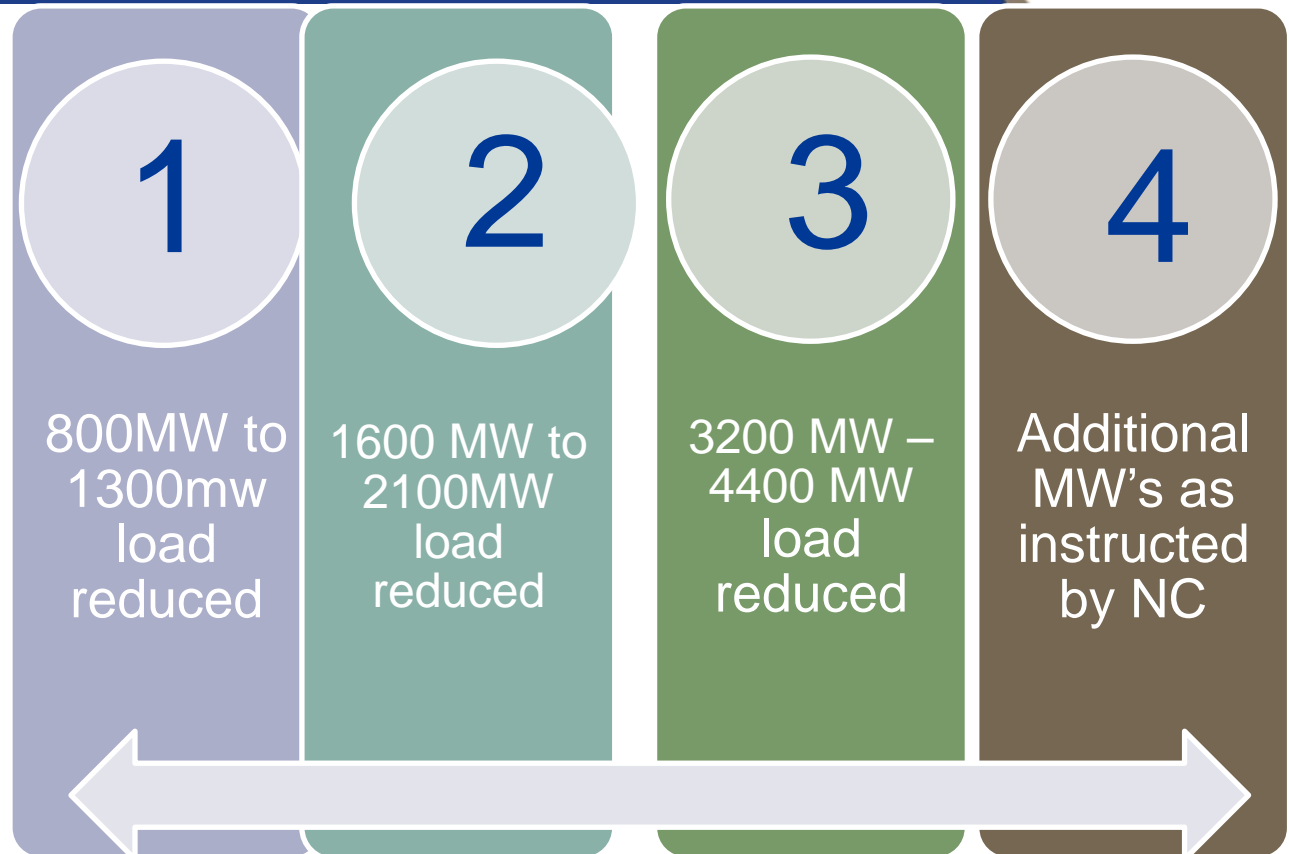 1
800MW to
1300mw
load
reduced
2
1600 MW to
2100MW
load
reduced
3
3200 MW –
4400 MW
load
reduced
4
Additional
MW’s as
instructed
by NC